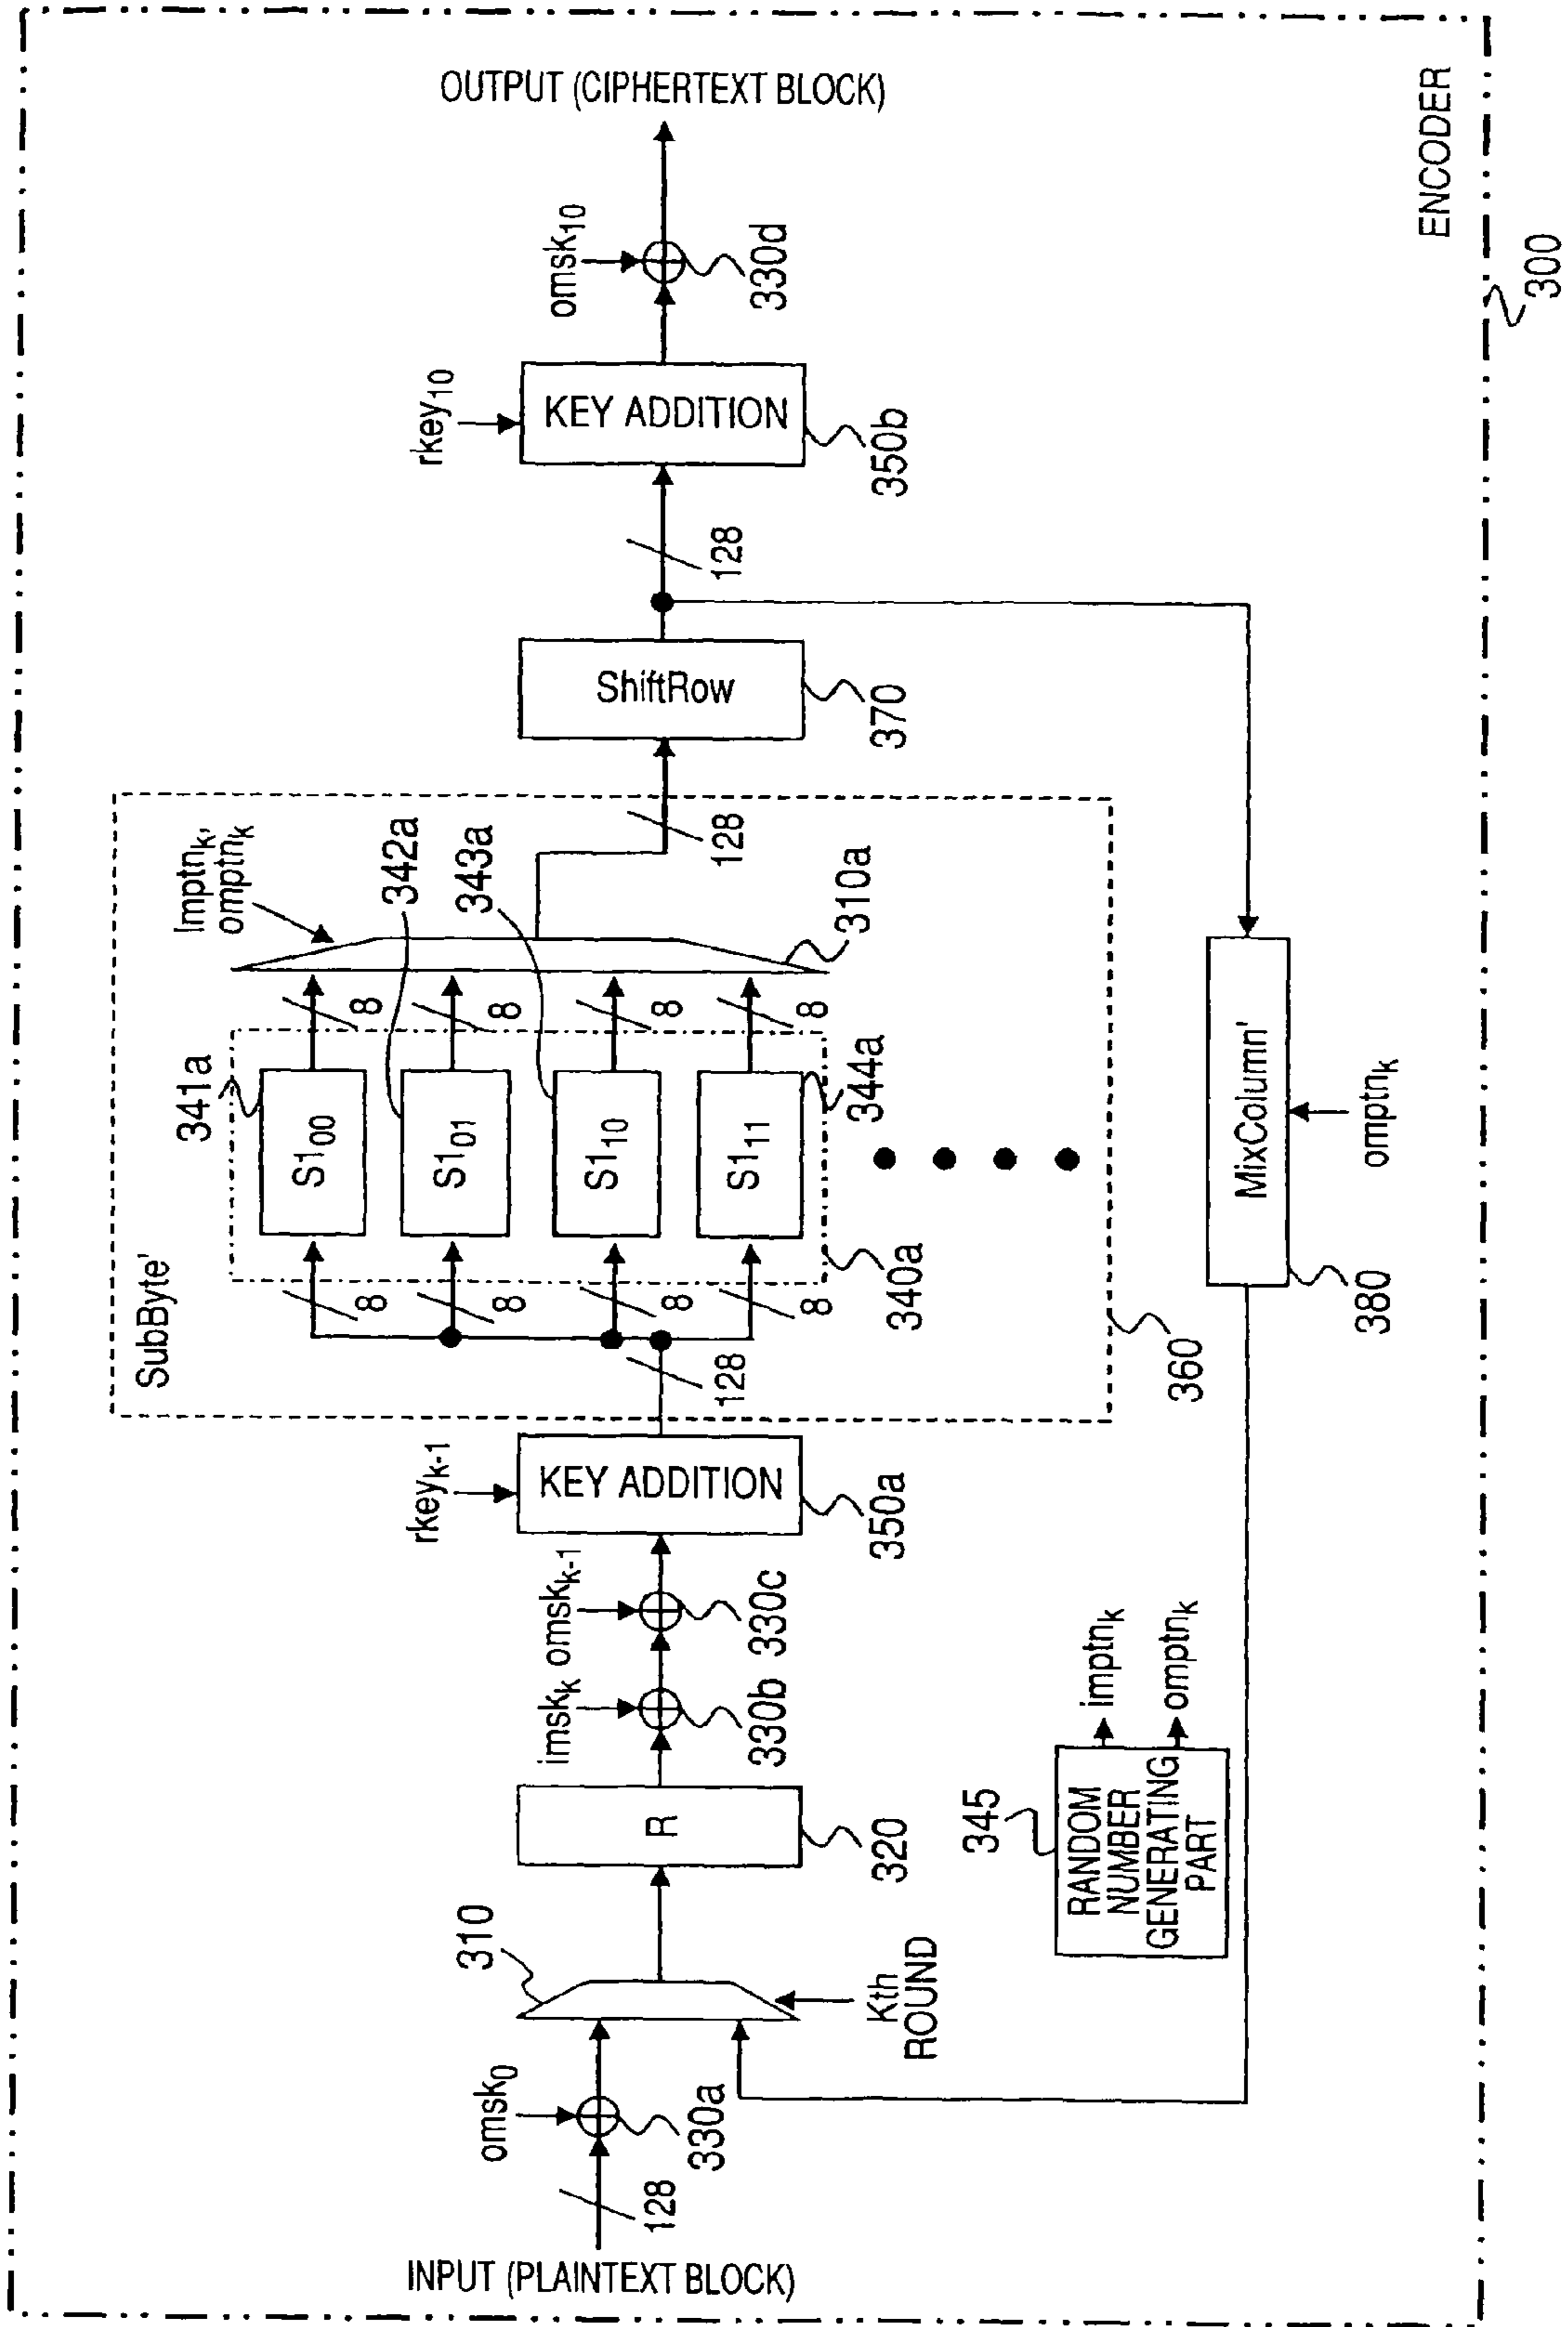 INPUT (PLAINTEXT BLOCK)
128
omsk0
330a
310
Kth
ROUND
R
320
imskk
330b
omskk-1
330c
rkeyk-1
KEY ADDITION
350a
SubByte'
128
8
8
8
8
S100
S101
S110
S111
341a
342a
343a
344a
340a
8
8
8
8
Imptnk,
omptnk
310a
128
360
ShiftRow
370
128
rkey10
KEY ADDITION
350b
omsk10
330d
OUTPUT (CIPHERTEXT BLOCK)
345
RANDOM
NUMBER
GENERATING
PART
imptnk
omptnk
MixColumn'
omptnk
380
ENCODER
300